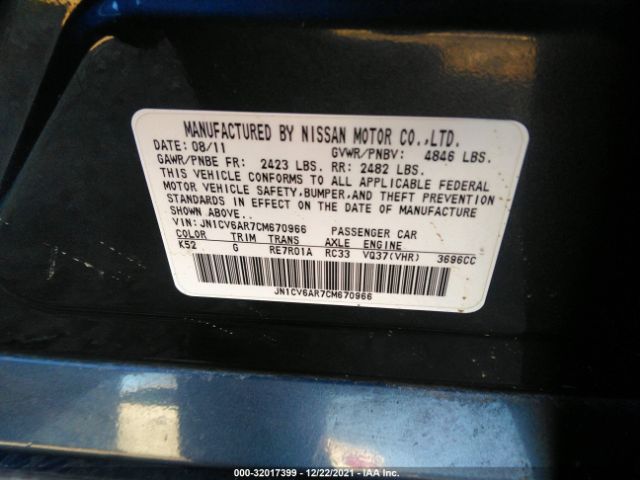 MANUFACTURED BY NISSAN MOTOR CO.,LTD.
DATE: 08/11 GVWR/PNBV: 4846 LBS.
GAWR/PNBE FR: 2423 LBS. RR: 2482 LBS.
THIS VEHICLE CONFORMS TO ALL APPLICABLE FEDERAL
MOTOR VEHICLE SAFETY,BUMPER,AND THEFT PREVENTION
STANDARDS IN EFFECT ON THE DATE OF MANUFACTURE
SHOWN ABOVE.
VIN: JN1CV6AR7CM670966 PASSENGER CAR
COLOR TRIM TRANS AXLE ENGINE
K52 G RE7R01A RC33 VQ37(VHR) 3696CC
JN1CV6AR7CM670966
000-32017399 - 12/22/2021 - IAA Inc.